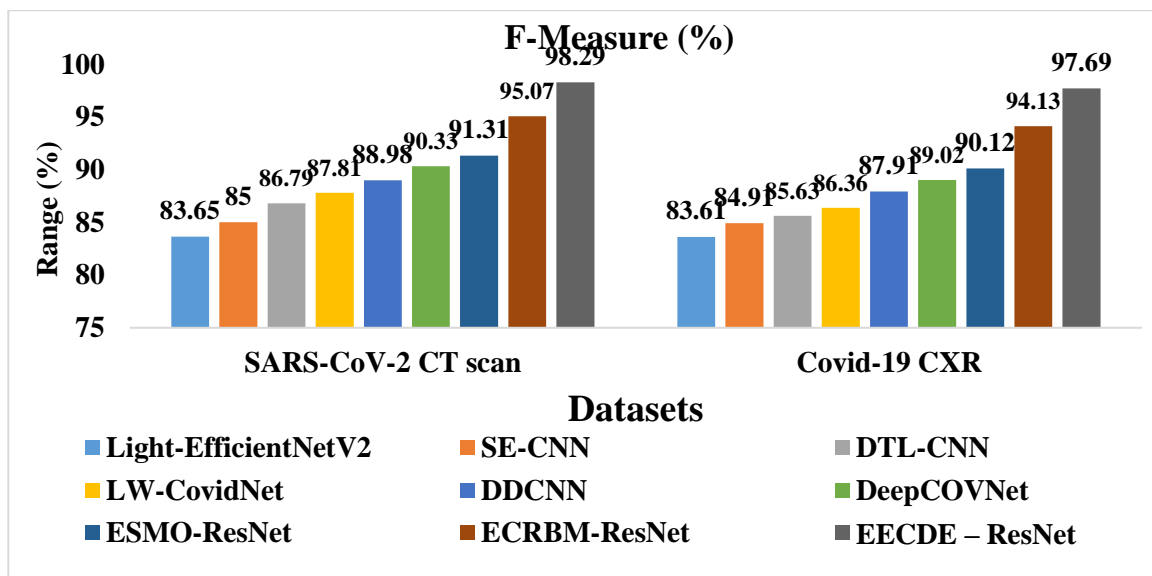 F-Measure (%)
Range (%)
100
95
90
85
80
75
83.65
85
86.79
87.81
88.98
90.33
91.31
95.07
98.29
83.61
84.91
85.63
86.36
87.91
89.02
90.12
94.13
97.69
SARS-CoV-2 CT scan
Covid-19 CXR
Datasets
Light-EfficientNetV2
SE-CNN
DTL-CNN
LW-CovidNet
DDCNN
DeepCOVNet
ESMO-ResNet
ECRBM-ResNet
EECDE – ResNet